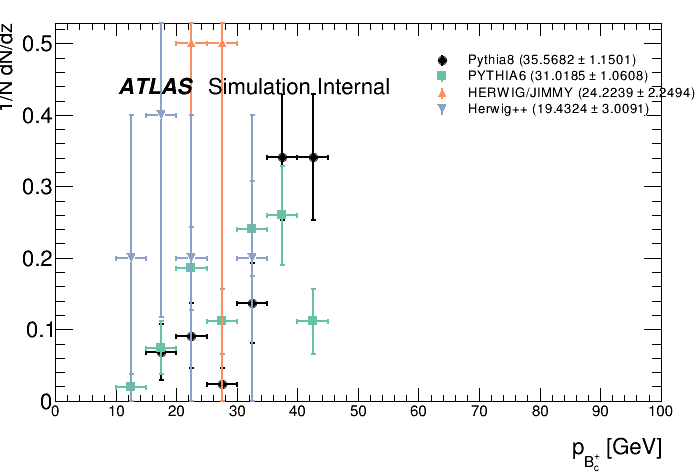 1/N dN/dz
0.5
0.4
0.3
0.2
0.1
0
ATLAS Simulation Internal
Pythia8 (35.5682 ± 1.1501)
PYTHIA6 (31.0185 ± 1.0608)
HERWIG/JIMMY (24.2239 ± 2.2494)
Herwig++ (19.4324 ± 3.0091)
0 10 20 30 40 50 60 70 80 90 100
p_{B_c^+} [GeV]